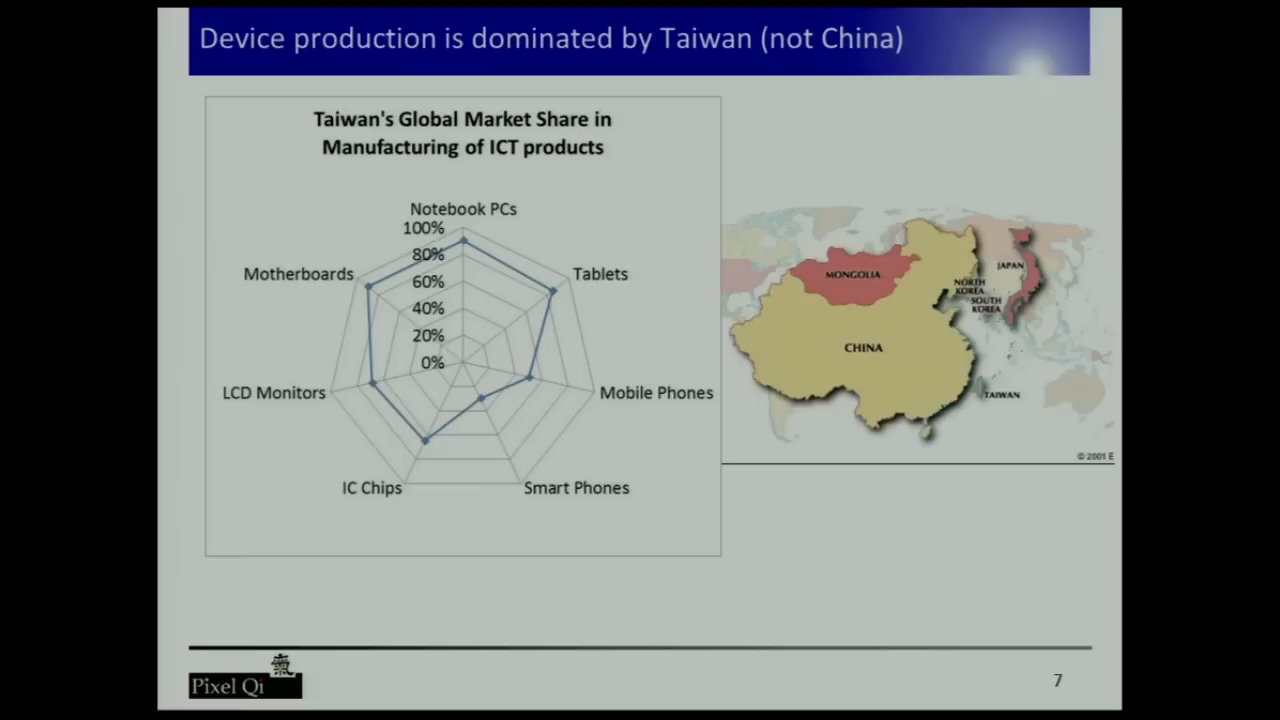 Device production is dominated by Taiwan (not China)
Taiwan's Global Market Share in
Manufacturing of ICT products
Notebook PCs
100%
80%
60%
40%
20%
0%
Motherboards
Tablets
LCD Monitors
Mobile Phones
IC Chips
Smart Phones
MONGOLIA
JAPAN
NORTH
KOREA
SOUTH
KOREA
CHINA
TAIWAN
© 2001 E
氣
Pixel Qi
7